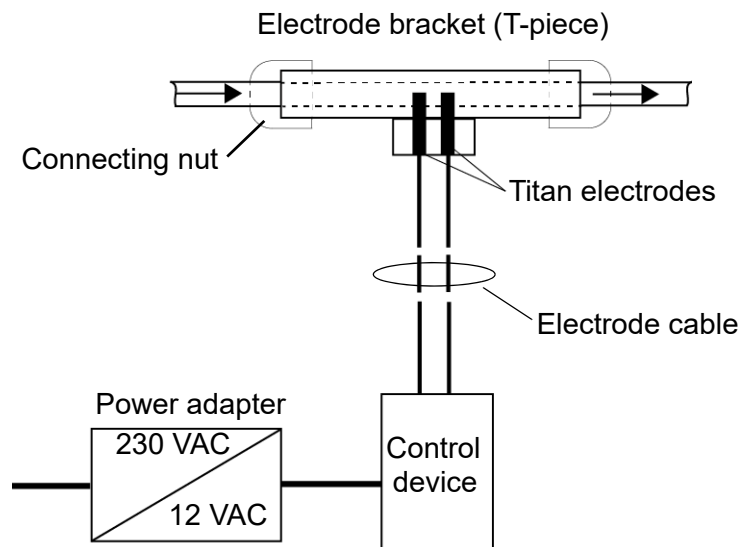 Electrode bracket (T-piece)
Connecting nut
Titan electrodes
Electrode cable
Power adapter
230 VAC
12 VAC
Control
device